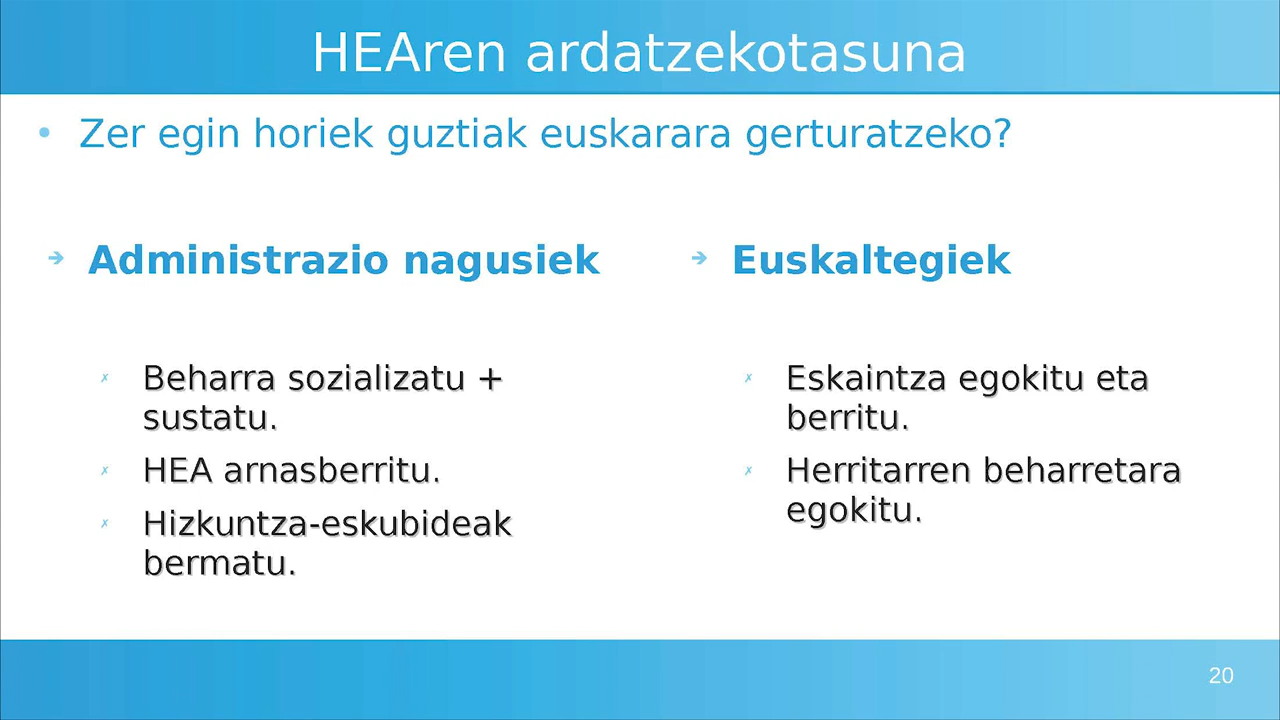 HEAren ardatzekotasuna
• Zer egin horiek guztiak euskarara gerturatzeko?
➔ Administrazio nagusiek
✗ Beharra sozializatu +
sustatu.
✗ HEA arnasberritu.
✗ Hizkuntza-eskubideak
bermatu.
➔ Euskaltegiek
✗ Eskaintza egokitu eta
berritu.
✗ Herritarren beharretara
egokitu.
20